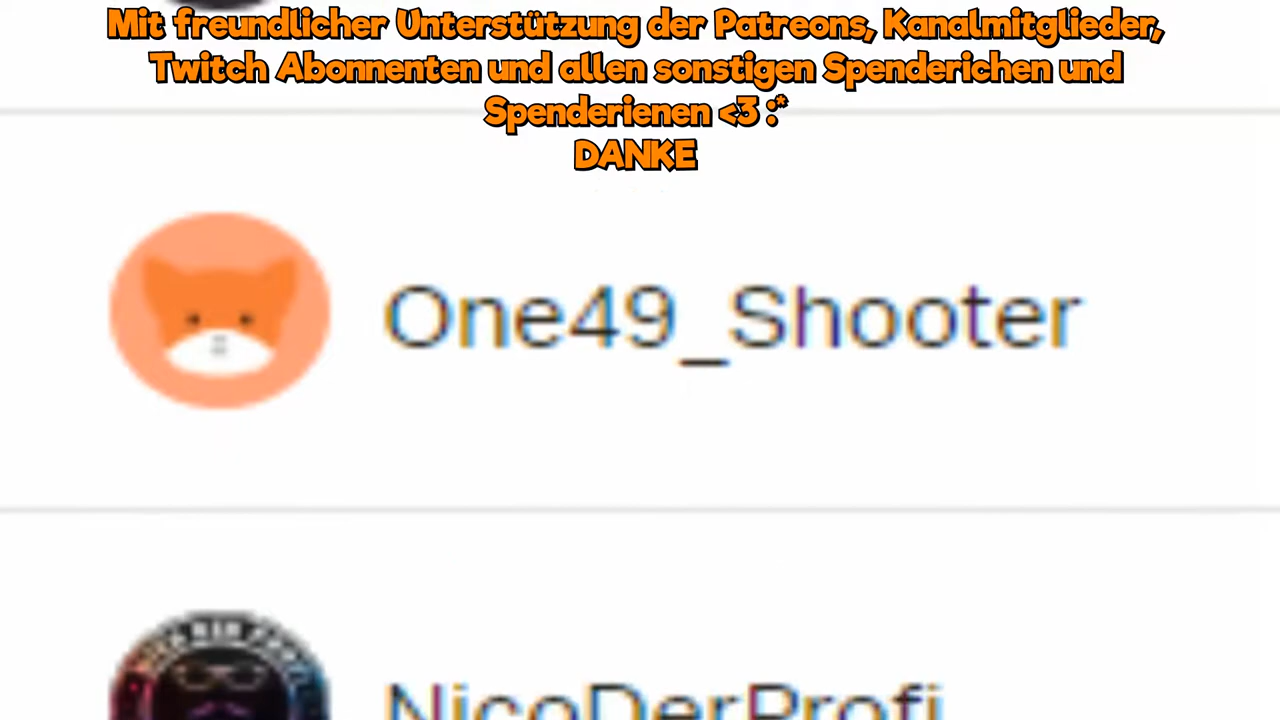 Mit freundlicher Unterstützung der Patreons, Kanalmitglieder,
Twitch Abonnenten und allen sonstigen Spenderichen und
Spenderienen <3 :*
DANKE
One49_Shooter
NicoDerProfi